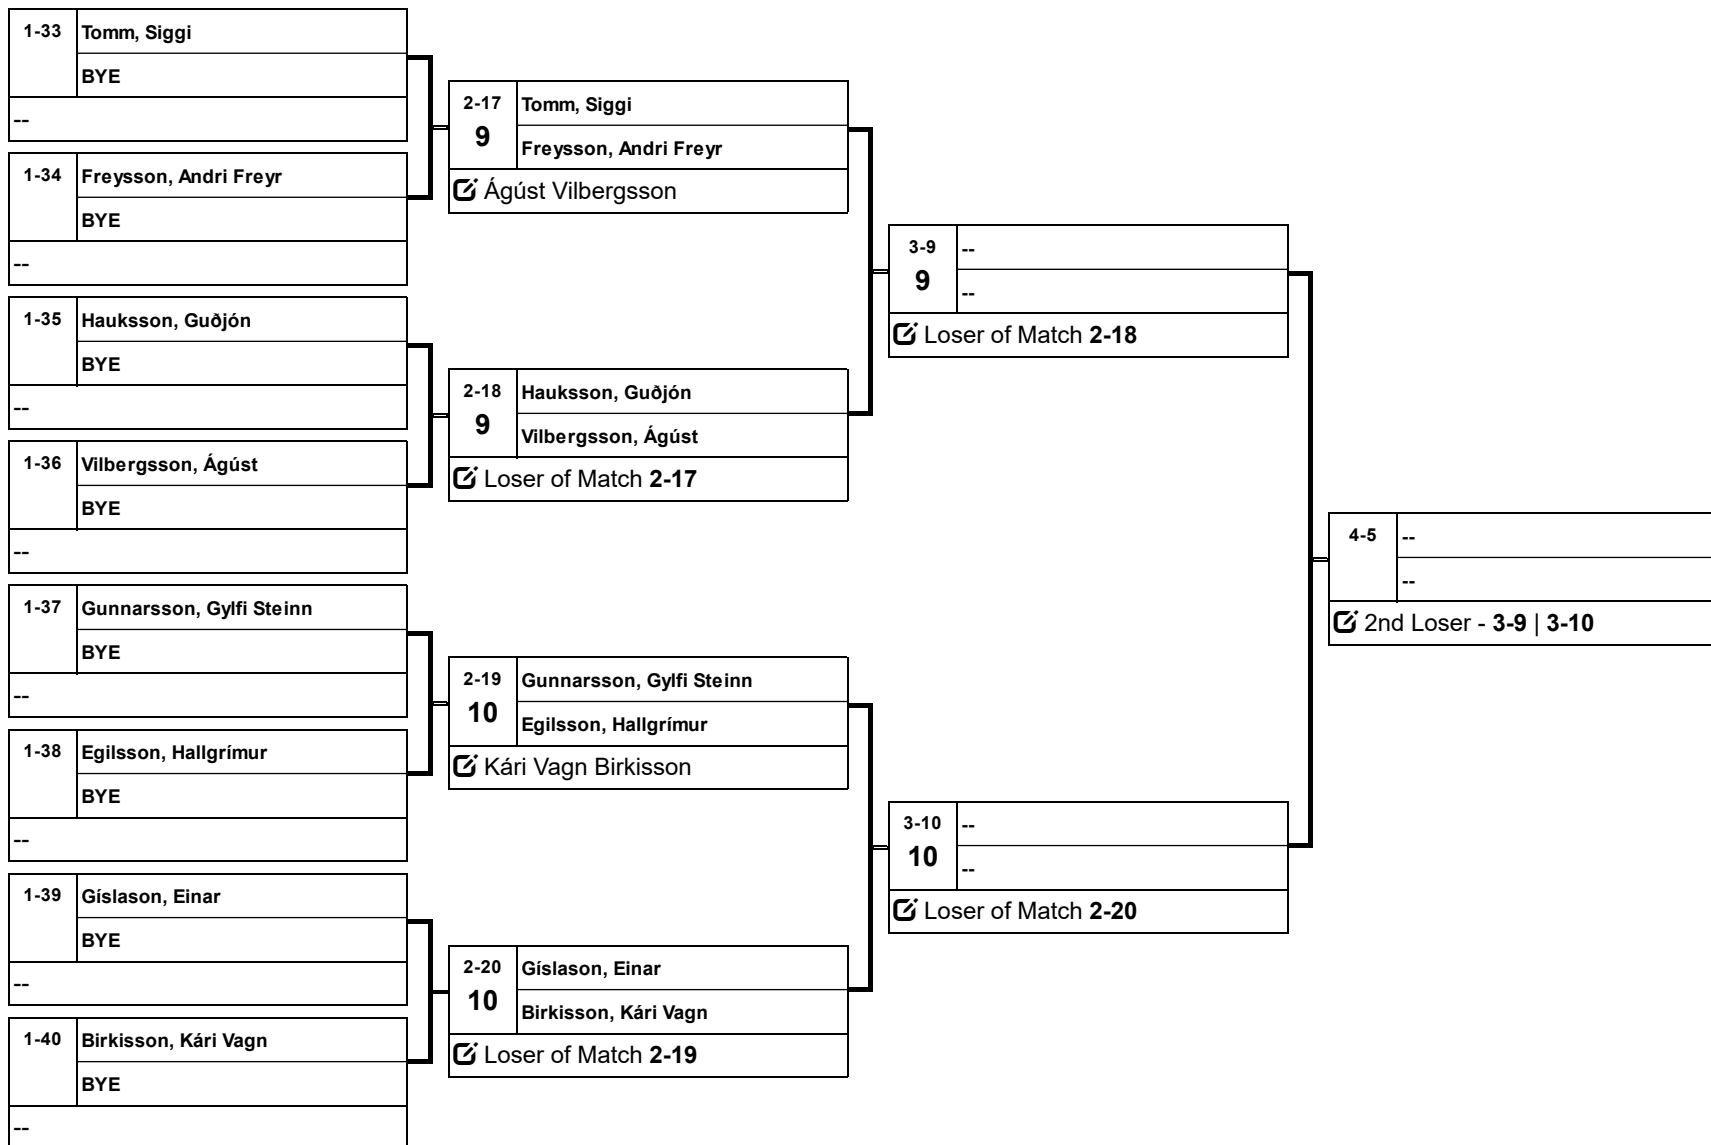 1-33 Tomm, Siggi
BYE
--
1-34 Freysson, Andri Freyr
BYE
--
1-35 Hauksson, Guðjón
BYE
--
1-36 Vilbergsson, Ágúst
BYE
--
1-37 Gunnarsson, Gylfi Steinn
BYE
--
1-38 Egilsson, Hallgrímur
BYE
--
1-39 Gíslason, Einar
BYE
--
1-40 Birkisson, Kári Vagn
BYE
--
2-17 Tomm, Siggi
9 Freysson, Andri Freyr
Ágúst Vilbergsson
2-18 Hauksson, Guðjón
9 Vilbergsson, Ágúst
Loser of Match 2-17
2-19 Gunnarsson, Gylfi Steinn
10 Egilsson, Hallgrímur
Kári Vagn Birkisson
2-20 Gíslason, Einar
10 Birkisson, Kári Vagn
Loser of Match 2-19
3-9 --
9 --
Loser of Match 2-18
3-10 --
10 --
Loser of Match 2-20
4-5 --
--
2nd Loser - 3-9 | 3-10